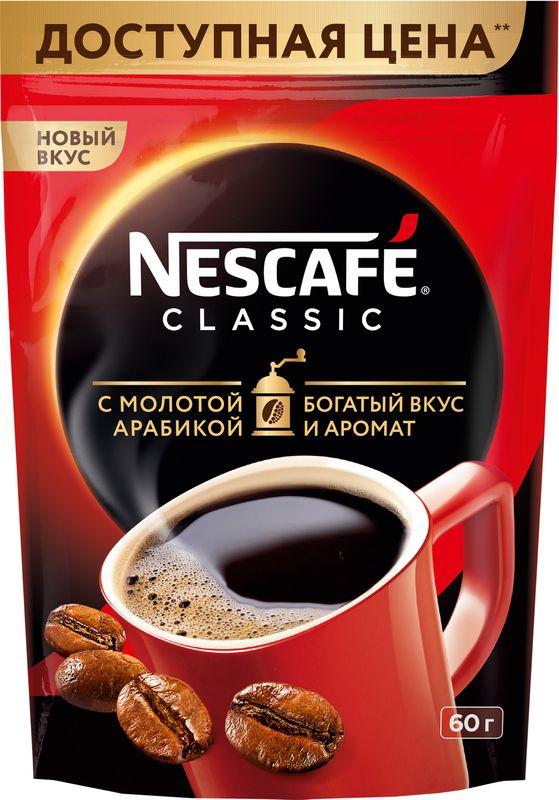 ДОСТУПНАЯ ЦЕНА**
НОВЫЙ
ВКУС
NESCAFÉ®
CLASSIC
С МОЛОТОЙ
АРАБИКОЙ
БОГАТЫЙ ВКУС
И АРОМАТ
60 г